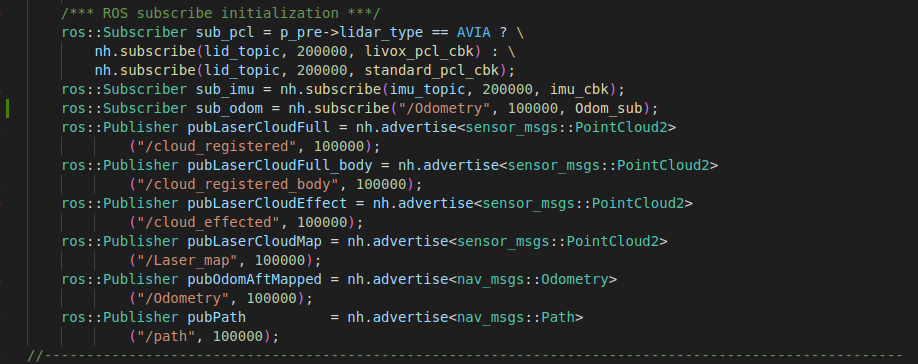 /*** ROS subscribe initialization ***/
ros::Subscriber sub_pcl = p_pre->lidar_type == AVIA ? \
nh.subscribe(lid_topic, 200000, livox_pcl_cbk) : \
nh.subscribe(lid_topic, 200000, standard_pcl_cbk);
ros::Subscriber sub_imu = nh.subscribe(imu_topic, 200000, imu_cbk);
ros::Subscriber sub_odom = nh.subscribe("/Odometry", 100000, Odom_sub);
ros::Publisher pubLaserCloudFull = nh.advertise<sensor_msgs::PointCloud2>
("/cloud_registered", 100000);
ros::Publisher pubLaserCloudFull_body = nh.advertise<sensor_msgs::PointCloud2>
("/cloud_registered_body", 100000);
ros::Publisher pubLaserCloudEffect = nh.advertise<sensor_msgs::PointCloud2>
("/cloud_effected", 100000);
ros::Publisher pubLaserCloudMap = nh.advertise<sensor_msgs::PointCloud2>
("/Laser_map", 100000);
ros::Publisher pubOdomAftMapped = nh.advertise<nav_msgs::Odometry>
("/Odometry", 100000);
ros::Publisher pubPath          = nh.advertise<nav_msgs::Path>
("/path", 100000);
//------------------------------------------------------------------------------------------------------